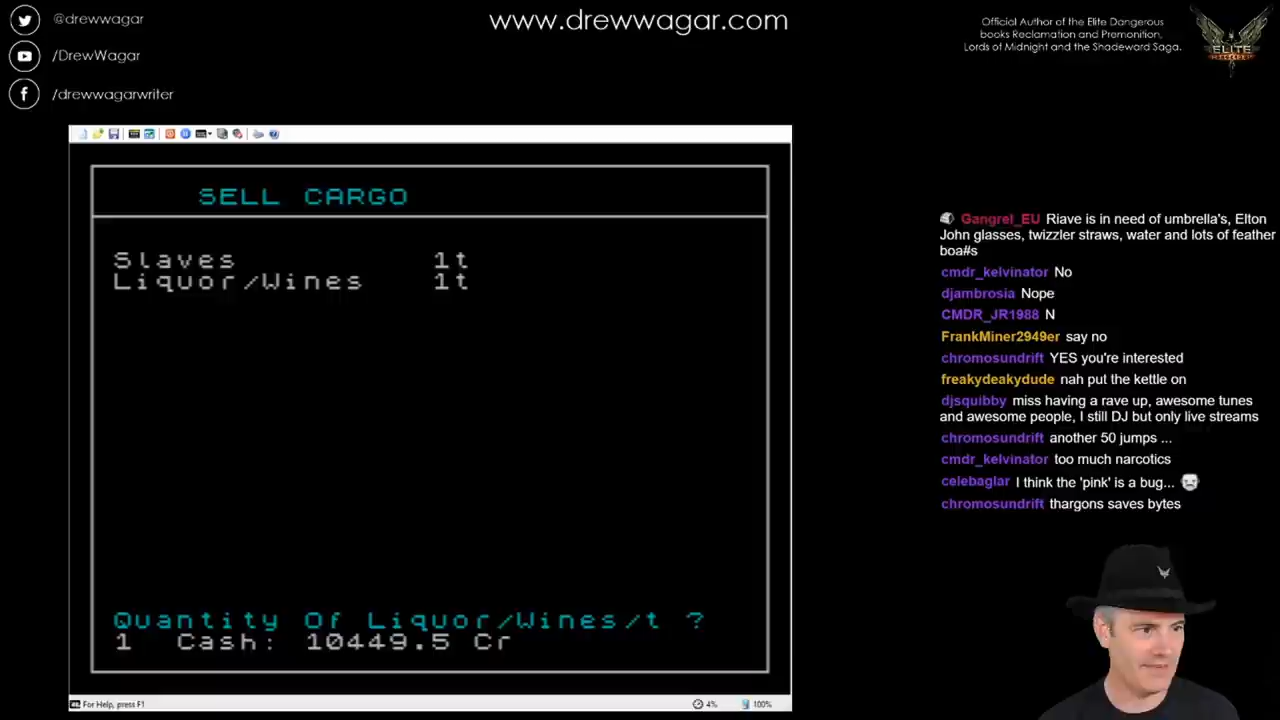 @drewwagar
/DrewWagar
/drewwagarwriter
www.drewwagar.com
Official Author of the Elite Dangerous
books Reclamation and Premonition,
Lords of Midnight and the Shadeward Saga.
ELITE
SELL CARGO
Slaves 1t
Liquor/Wines 1t
Quantity Of Liquor/Wines/t ?
1 Cash: 10449.5 Cr
For Help, press F1
4%
100%
Gangrel_EU Riave is in need of umbrella's, Elton
John glasses, twizzler straws, water and lots of feather
boa#s
cmdr_kelvinator No
djambrosia Nope
CMDR_JR1988 N
FrankMiner2949er say no
chromosundrift YES you're interested
freakydeakydude nah put the kettle on
djsquibby miss having a rave up, awesome tunes
and awesome people, I still DJ but only live streams
chromosundrift another 50 jumps ...
cmdr_kelvinator too much narcotics
celebaglar I think the 'pink' is a bug...
chromosundrift thargons saves bytes